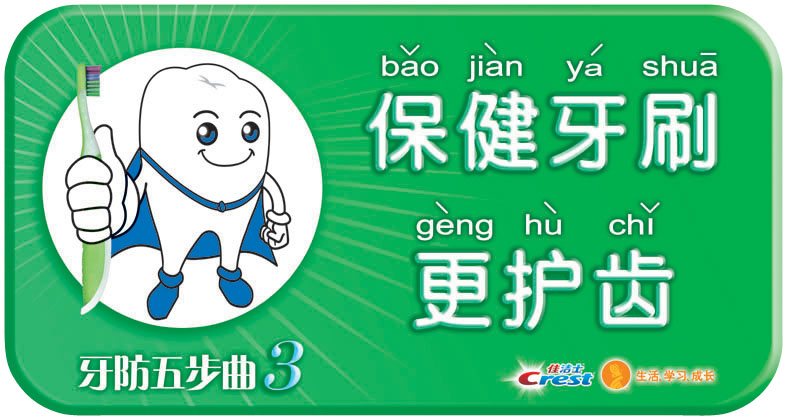 bǎo jiàn yá shuā
保健牙刷
gèng hù chǐ
更护齿
牙防五步曲3
佳洁士
Crest
生活,学习,成长